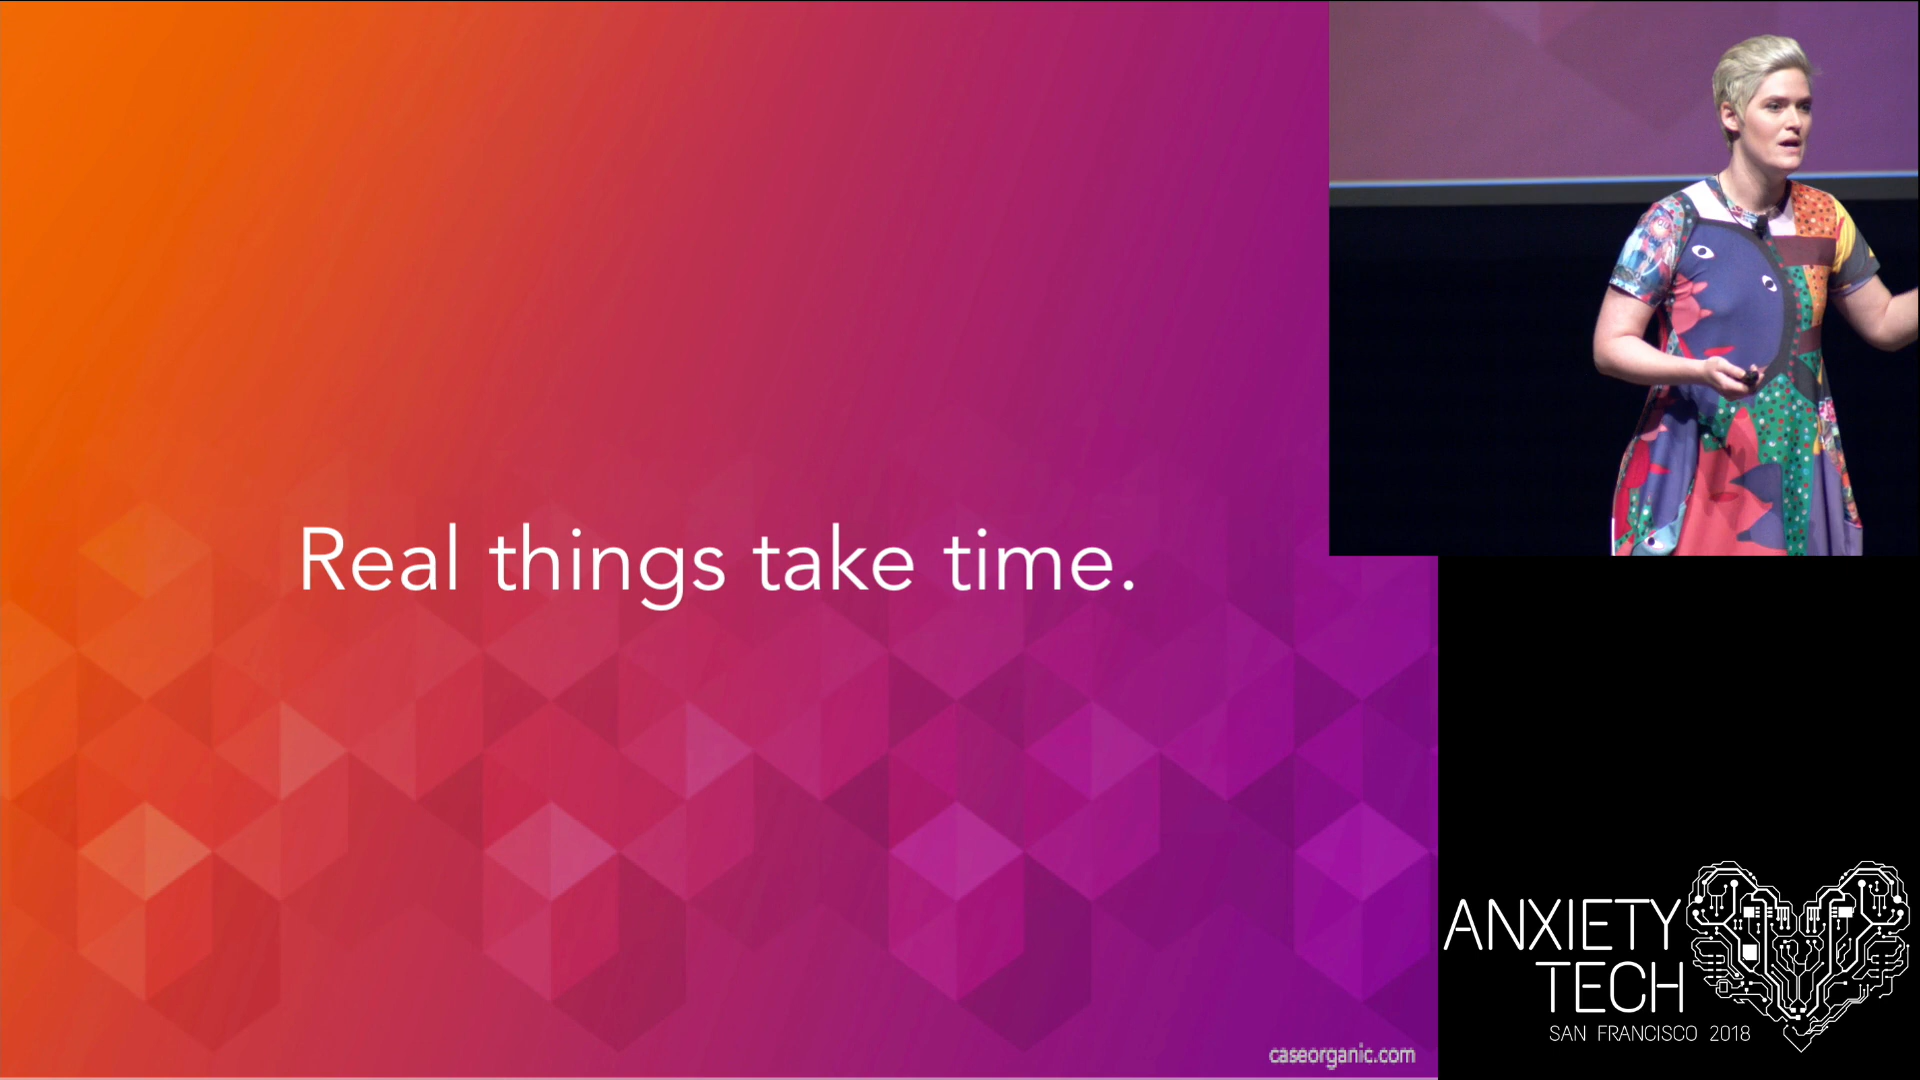 Real things take time.
caseorganic.com
ANXIETY
TECH
SAN FRANCISCO 2018